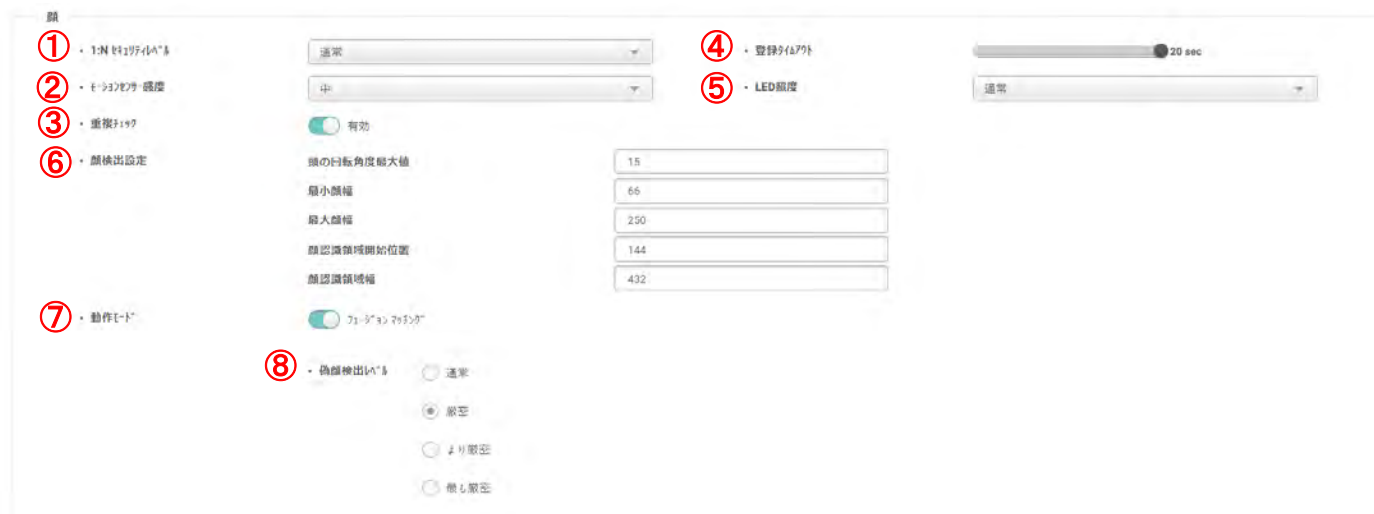 顔
① ・ 1:N ｾｷｭﾘﾃｨﾚﾍﾞﾙ 通常
④ ・ 登録ﾀｲﾑｱｳﾄ 20 sec
② ・ ﾓｰｼｮﾝｾﾝｻｰ感度 中
⑤ ・ LED照度 通常
③ ・ 重複ﾁｪｯｸ 有効
⑥ ・ 顔検出設定 頭の回転角度最大値 15
最小顔幅 66
最大顔幅 250
顔認識領域開始位置 144
顔認識領域幅 432
⑦ ・ 動作ﾓｰﾄﾞ ﾌｭｰｼﾞｮﾝ ﾏｯﾁﾝｸﾞ
⑧ ・ 偽顔検出ﾚﾍﾞﾙ 通常
厳密
より厳密
最も厳密